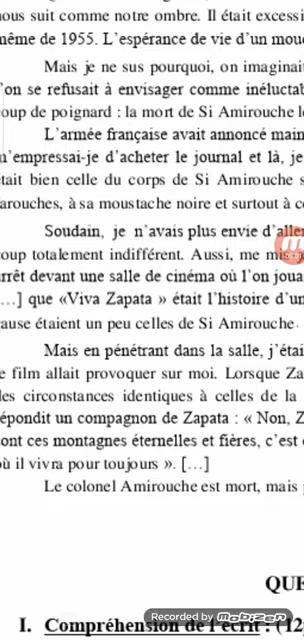 nous suit comme notre ombre. Il était excessi
même de 1955. L'espérance de vie d'un mou
Mais je ne sus pourquoi, on imaginait
l'on se refusait à envisager comme inéluctab
coup de poignard : la mort de Si Amirouche l
L'armée française avait annoncé main
m'empressai-je d'acheter le journal et là, je
était bien celle du corps de Si Amirouche s
farouches, à sa moustache noire et surtout à c
Soudain, je n'avais plus envie d'aller
coup totalement indifférent. Aussi, me mis
arrêt devant une salle de cinéma où l'on joua
[…] que «Viva Zapata » était l'histoire d'un
cause étaient un peu celles de Si Amirouche.
Mais en pénétrant dans la salle, j'étai
le film allait provoquer sur moi. Lorsque Za
des circonstances identiques à celles de la
répondit un compagnon de Zapata : « Non, Z
sont ces montagnes éternelles et fières, c'est
où il vivra pour toujours ». […]
Le colonel Amirouche est mort, mais
QUE
Recorded by Mobizen
I. Compréhension de l'écrit : (12